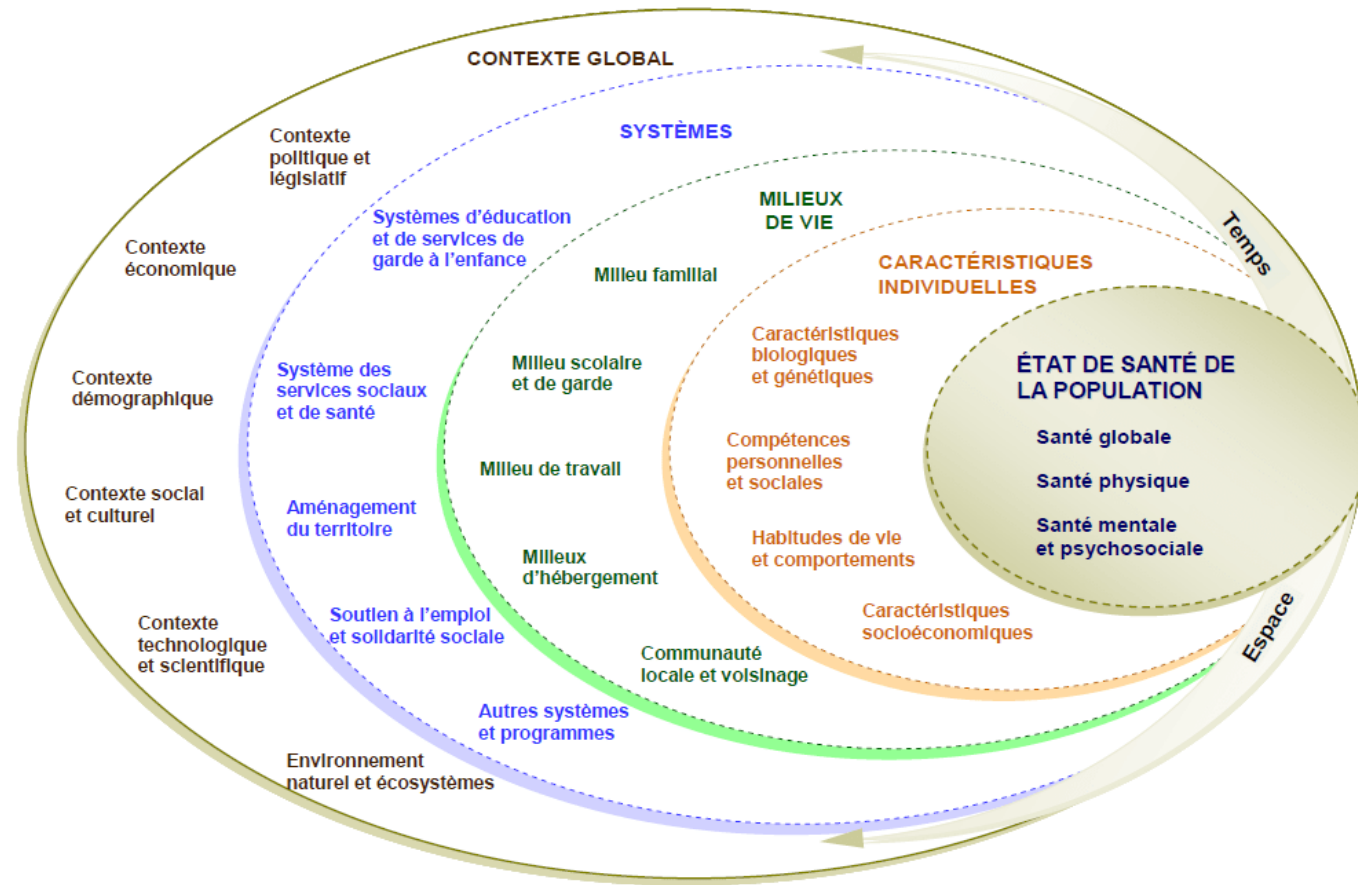 CONTEXTE GLOBAL
Contexte
politique et
législatif
Contexte
économique
Contexte
démographique
Contexte social
et culturel
Contexte
technologique
et scientifique
Environnement
naturel et écosystèmes
SYSTÈMES
Systèmes d'éducation
et de services de
garde à l'enfance
Système des
services sociaux
et de santé
Aménagement
du territoire
Soutien à l'emploi
et solidarité sociale
Autres systèmes
et programmes
MILIEUX
DE VIE
Milieu familial
Milieu scolaire
et de garde
Milieu de travail
Milieux
d'hébergement
Communauté
locale et voisinage
CARACTÉRISTIQUES
INDIVIDUELLES
Caractéristiques
biologiques
et génétiques
Compétences
personnelles
et sociales
Habitudes de vie
et comportements
Caractéristiques
socioéconomiques
ÉTAT DE SANTÉ DE
LA POPULATION
Santé globale
Santé physique
Santé mentale
et psychosociale
Temps
Espace